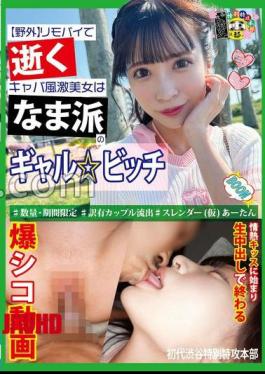 【野外】リモバイで
逝く
キャバ風激美女は
なま派の
ギャル☆ビッチ
#数量・期間限定 #訳有カップル流出 #スレンダー(仮)あーたん
情熱キッスに始まり
生中出しで終わる
爆シコ動画
初代渋谷特別特攻本部